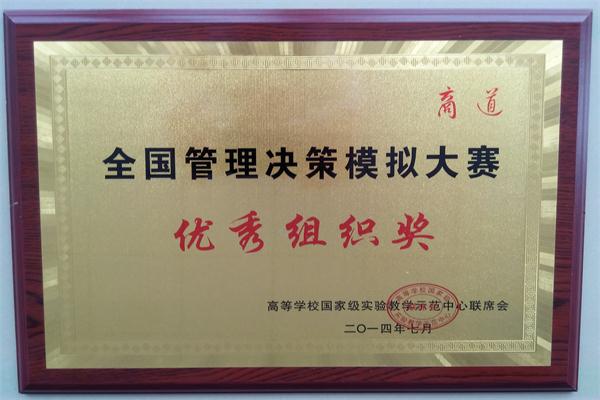 商道
全国管理决策模拟大赛
优秀组织奖
高等学校国家级实验教学示范中心联席会
二〇一四年七月